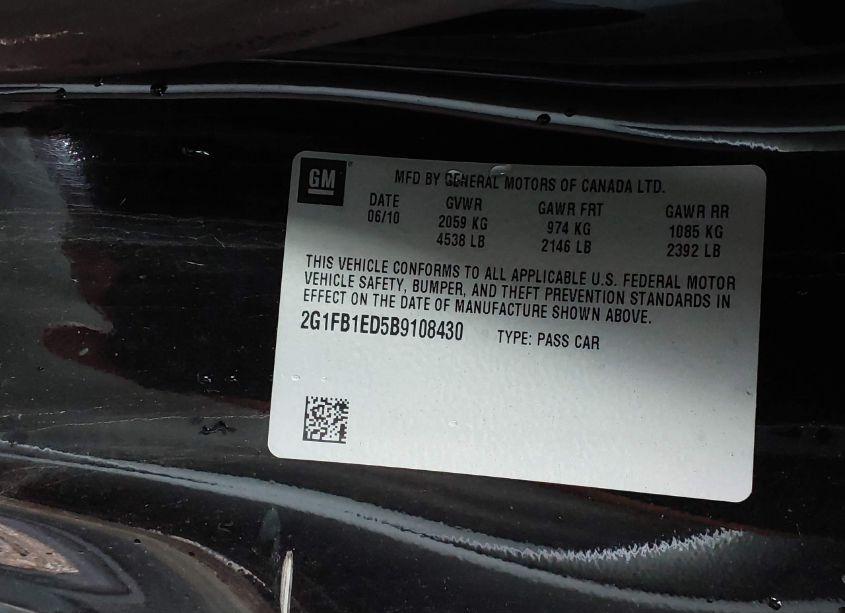 GM
MFD BY GENERAL MOTORS OF CANADA LTD.
DATE GVWR GAWR FRT GAWR RR
06/10 2059 KG 974 KG 1085 KG
4538 LB 2146 LB 2392 LB
THIS VEHICLE CONFORMS TO ALL APPLICABLE U.S. FEDERAL MOTOR
VEHICLE SAFETY, BUMPER, AND THEFT PREVENTION STANDARDS IN
EFFECT ON THE DATE OF MANUFACTURE SHOWN ABOVE.
2G1FB1ED5B9108430 TYPE: PASS CAR